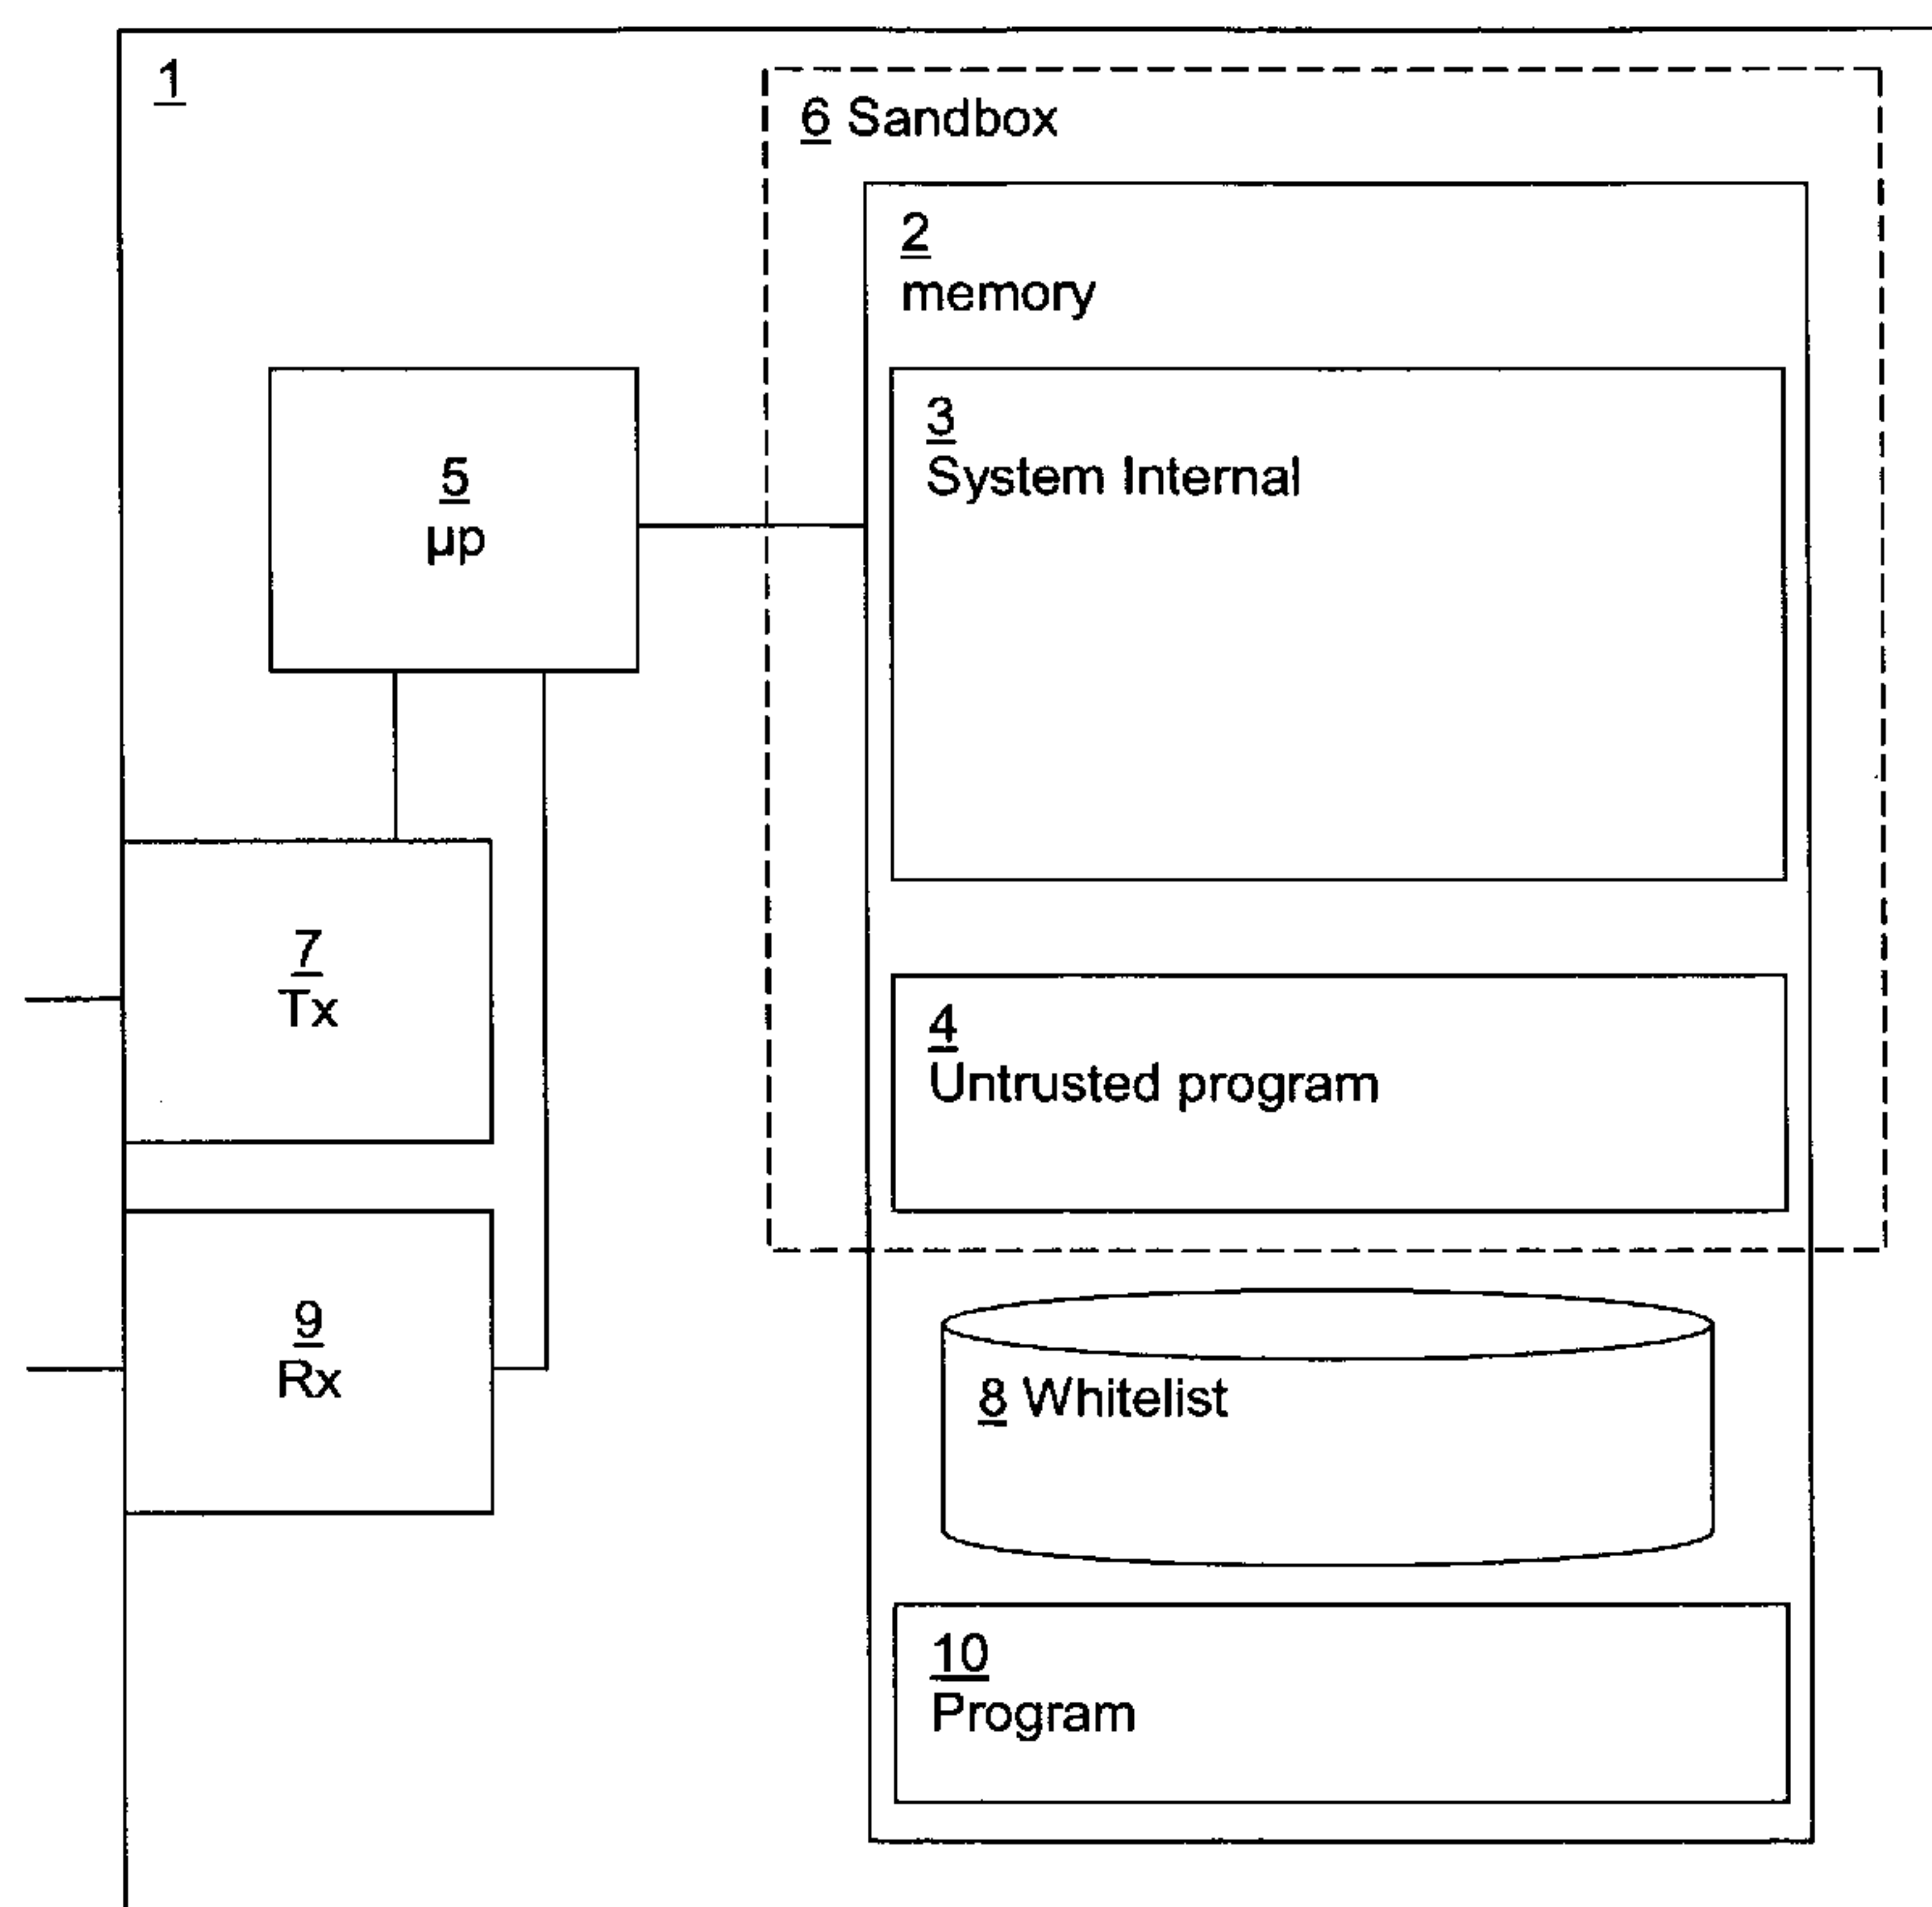 1
6 Sandbox
2
memory
3
System Internal
5
µp
7
Tx
4
Untrusted program
9
Rx
8 Whitelist
10
Program